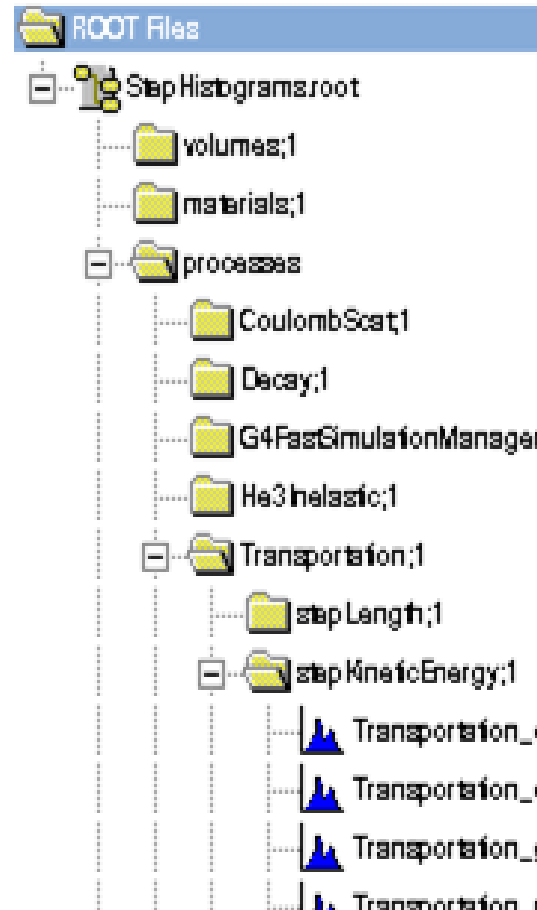 ROOT Files
StepHistograms.root
volumes;1
materials;1
processes
CoulombScat;1
Decay;1
G4FastSimulationManager
He3Inelastic;1
Transportation;1
stepLength;1
stepKineticEnergy;1
Transportation_
Transportation_
Transportation_
Transportation_